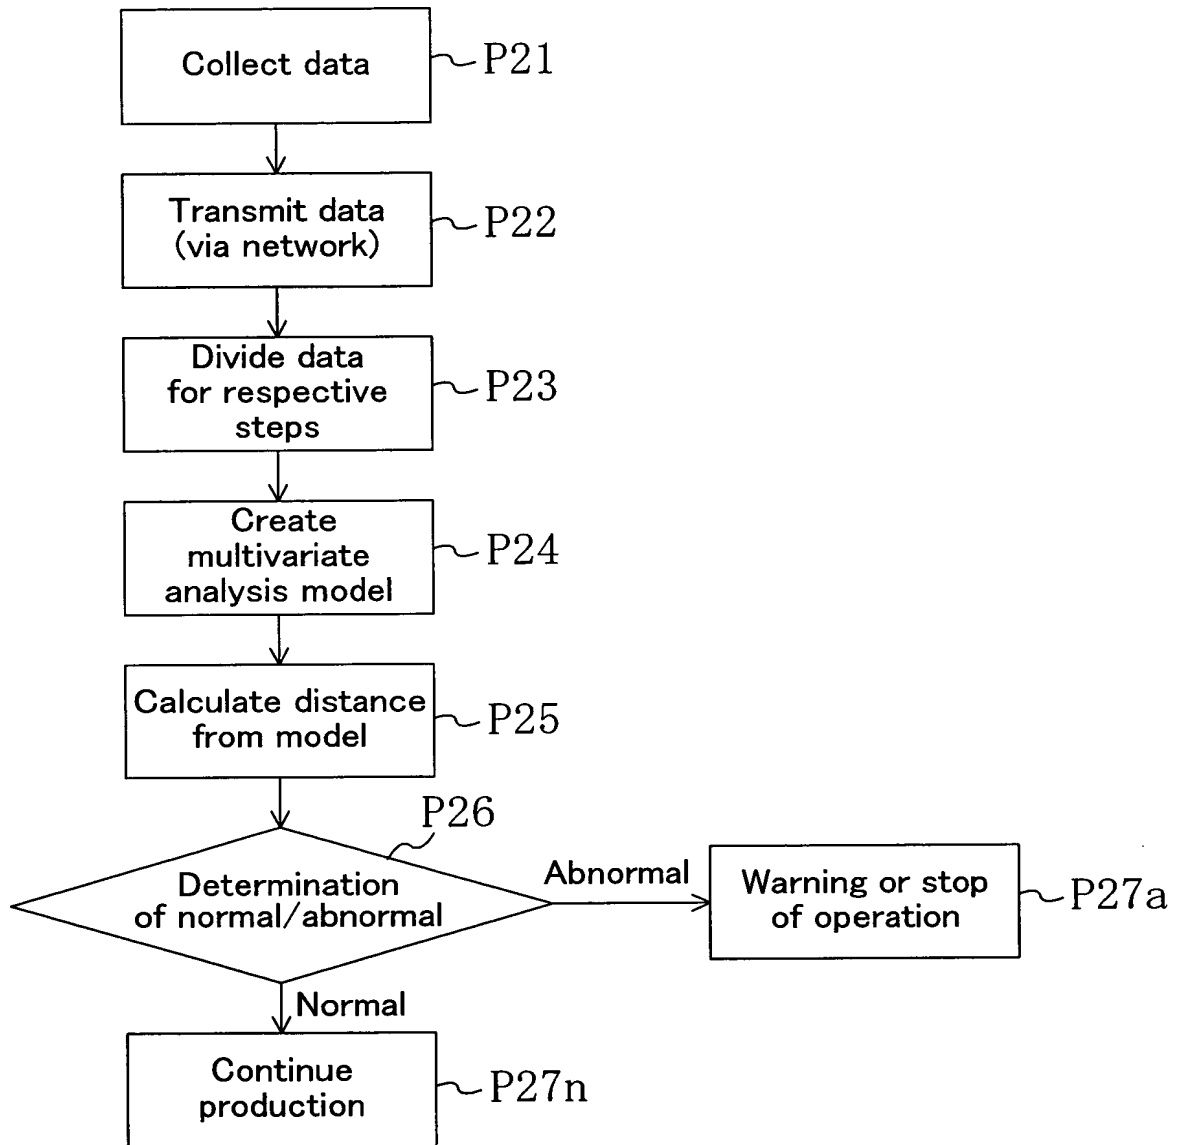 Collect data
P21
Transmit data
(via network)
P22
Divide data
for respective
steps
P23
Create
multivariate
analysis model
P24
Calculate distance
from model
P25
P26
Determination
of normal/abnormal
Abnormal
Warning or stop
of operation
P27a
Normal
Continue
production
P27n